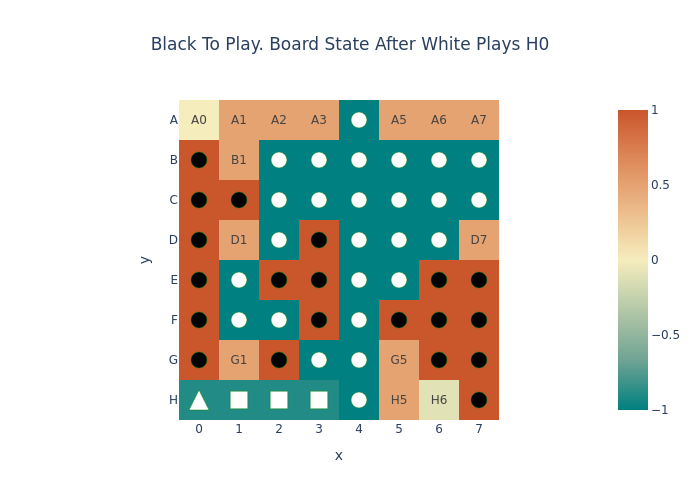 Black To Play. Board State After White Plays H0
A A0 A1 A2 A3 A5 A6 A7
B B1
C
D D1 D7
E
F
G G1 G5
H H5 H6
0 1 2 3 4 5 6 7
x
y
1
0.5
0
−0.5
−1